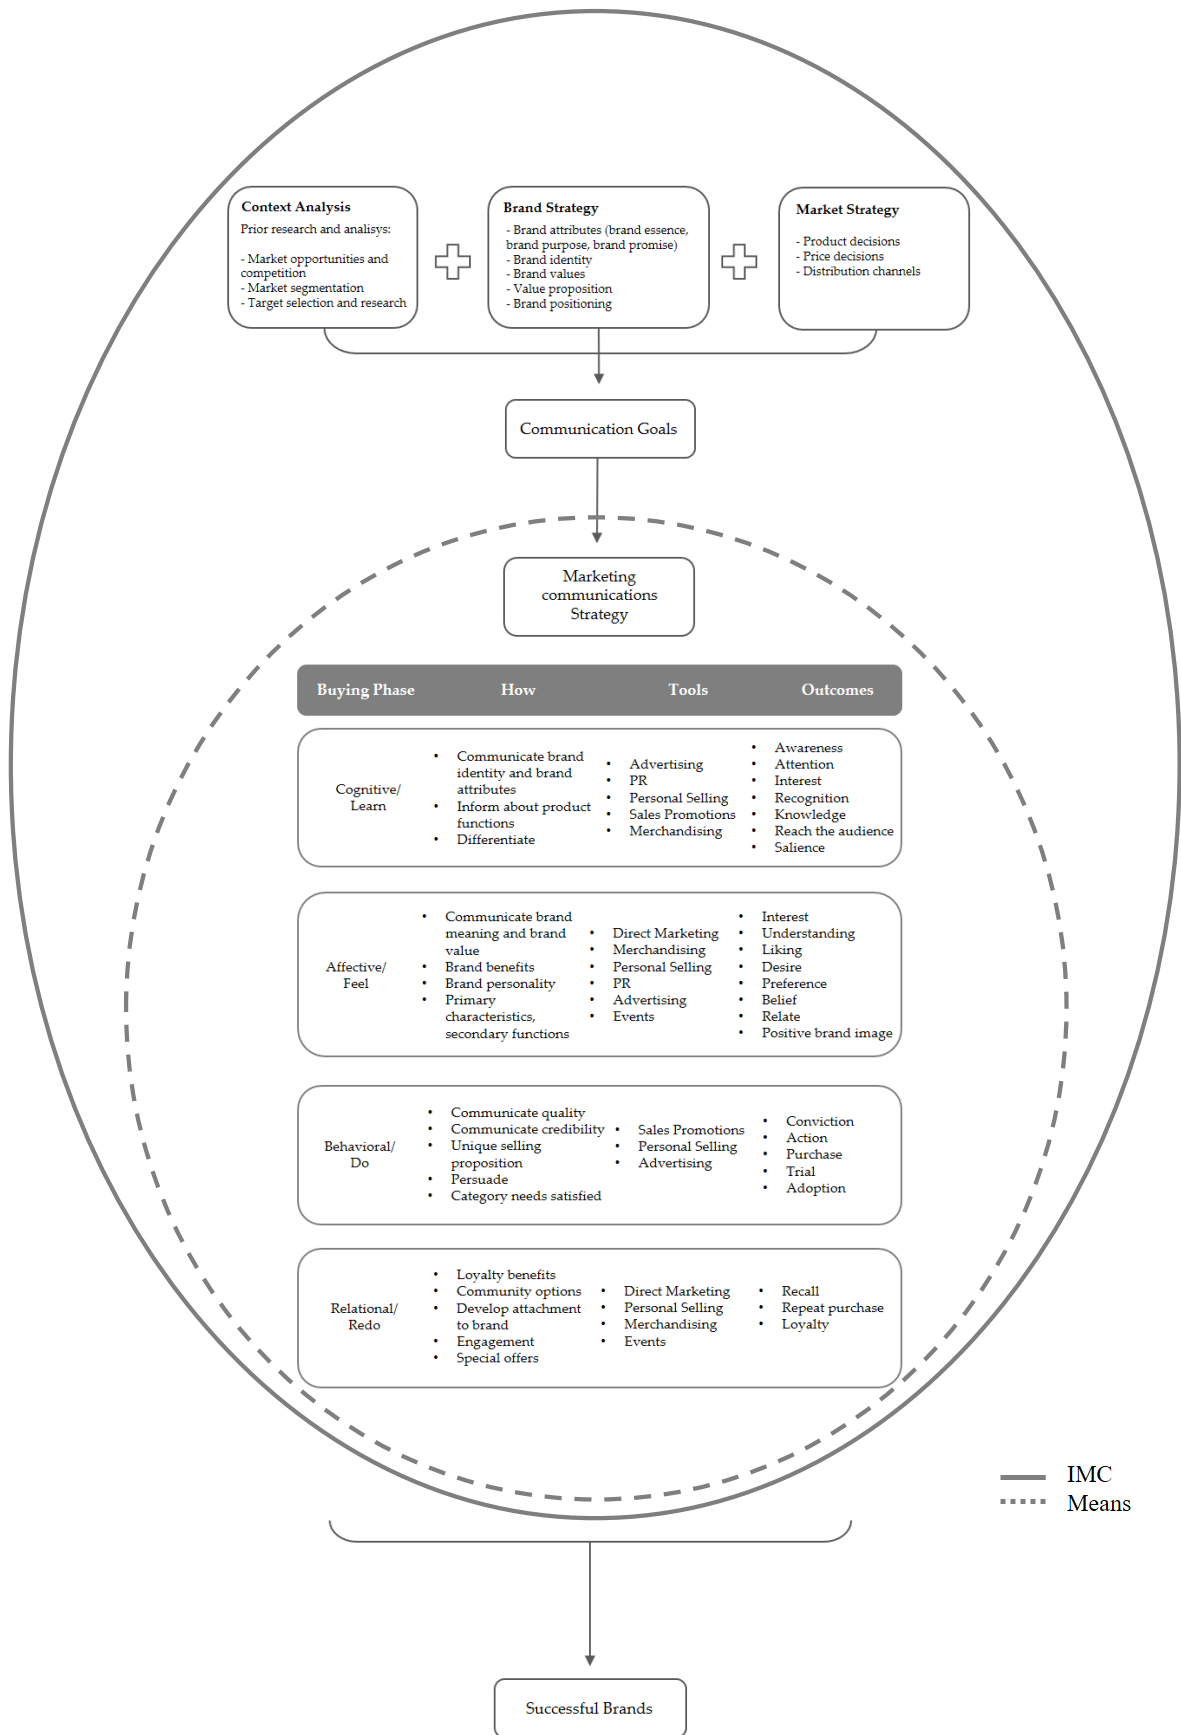 Context Analysis
Prior research and analisys:
- Market opportunities and
competition
- Market segmentation
- Target selection and research
Brand Strategy
- Brand attributes (brand essence,
brand purpose, brand promise)
- Brand identity
- Brand values
- Value proposition
- Brand positioning
Market Strategy
- Product decisions
- Price decisions
- Distribution channels
Communication Goals
Marketing
communications
Strategy
Buying Phase How Tools Outcomes
Cognitive/
Learn
• Communicate brand
identity and brand
attributes
• Inform about product
functions
• Differentiate
• Advertising
• PR
• Personal Selling
• Sales Promotions
• Merchandising
• Awareness
• Attention
• Interest
• Recognition
• Knowledge
• Reach the audience
• Salience
Affective/
Feel
• Communicate brand
meaning and brand
value
• Brand benefits
• Brand personality
• Primary
characteristics,
secondary functions
• Direct Marketing
• Merchandising
• Personal Selling
• PR
• Advertising
• Events
• Interest
• Understanding
• Liking
• Desire
• Preference
• Belief
• Relate
• Positive brand image
Behavioral/
Do
• Communicate quality
• Communicate credibility
• Unique selling
proposition
• Persuade
• Category needs satisfied
• Sales Promotions
• Personal Selling
• Advertising
• Conviction
• Action
• Purchase
• Trial
• Adoption
Relational/
Redo
• Loyalty benefits
• Community options
• Develop attachment
to brand
• Engagement
• Special offers
• Direct Marketing
• Personal Selling
• Merchandising
• Events
• Recall
• Repeat purchase
• Loyalty
IMC
Means
Successful Brands